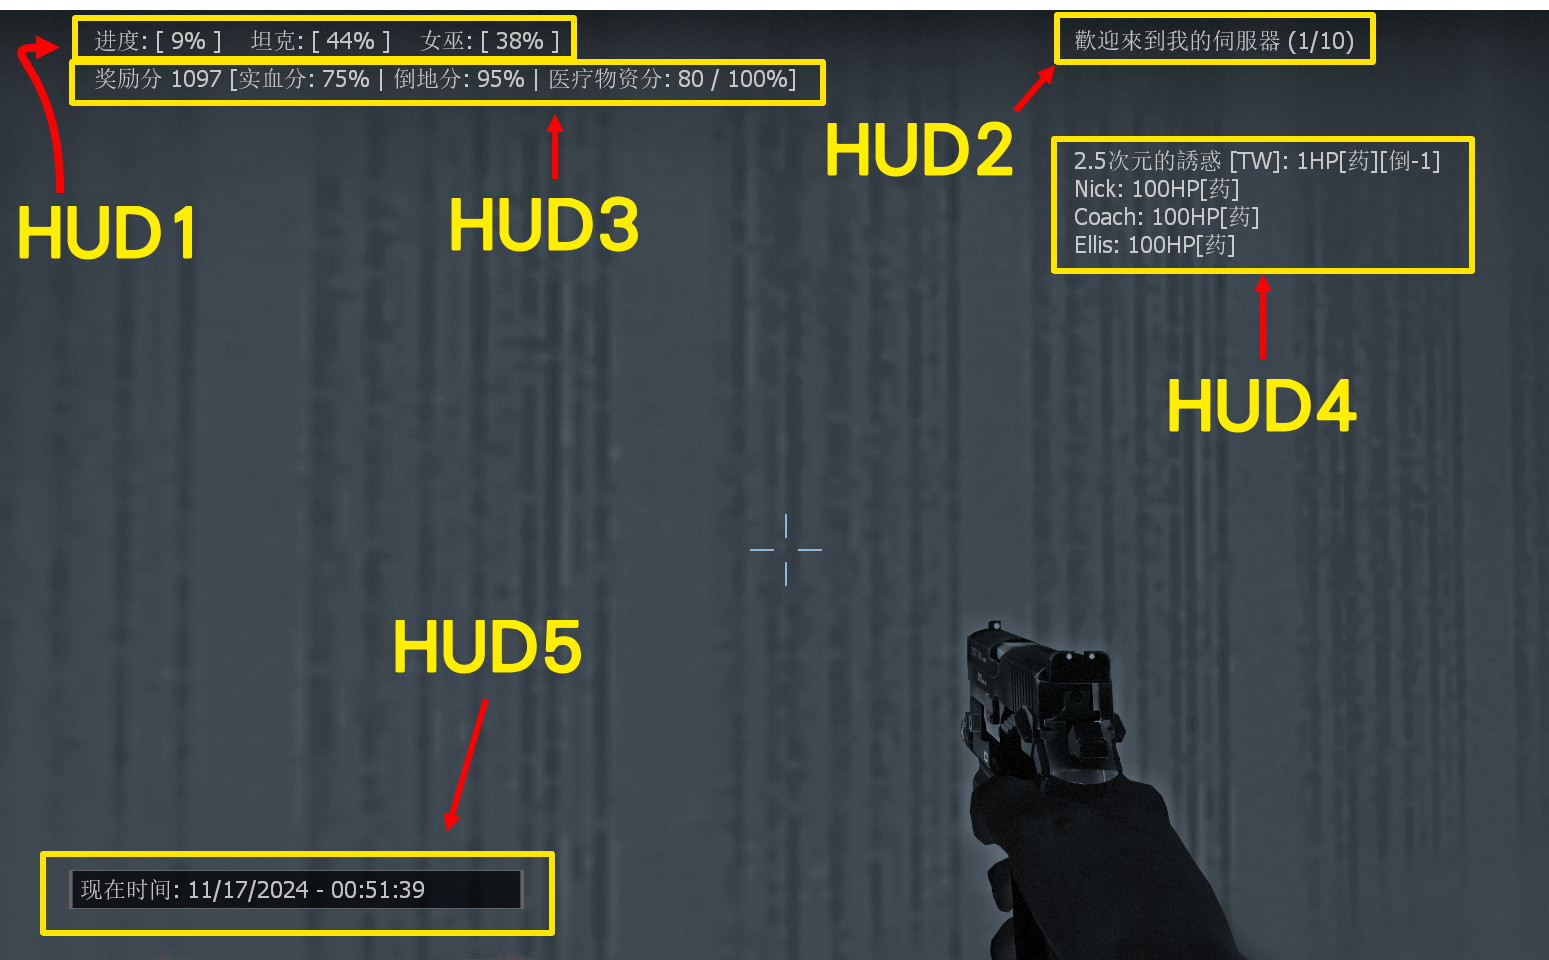 进度: [ 9% ] 坦克: [ 44% ] 女巫: [ 38% ]
奖励分 1097 [实血分: 75% | 倒地分: 95% | 医疗物资分: 80 / 100%]
歡迎來到我的伺服器 (1/10)
HUD1
HUD3
HUD2
2.5次元的誘惑 [TW]: 1HP[药][倒-1]
Nick: 100HP[药]
Coach: 100HP[药]
Ellis: 100HP[药]
HUD4
HUD5
现在时间: 11/17/2024 - 00:51:39